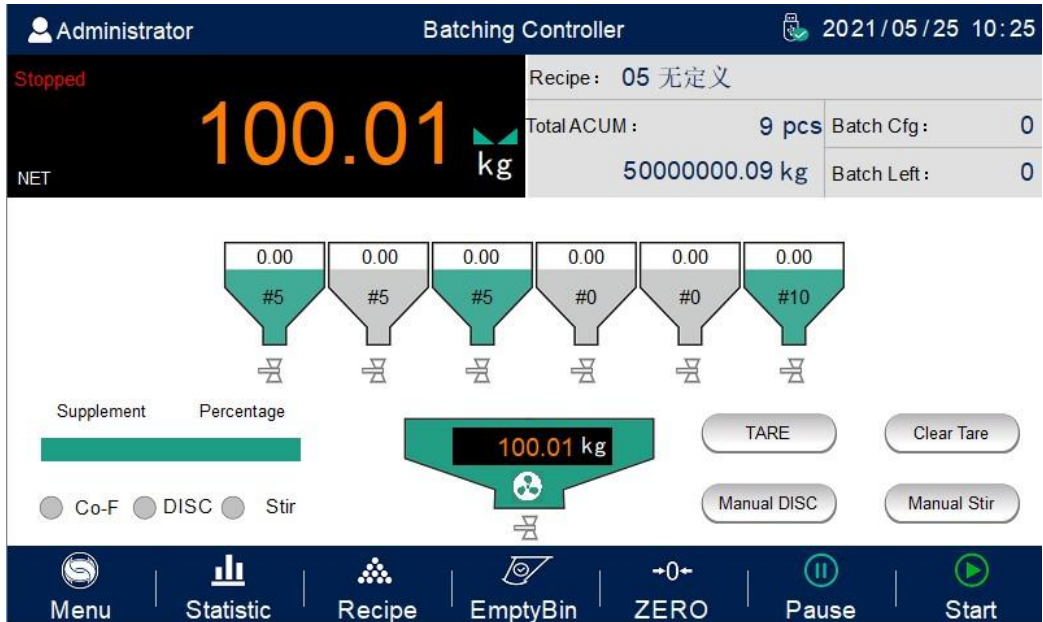 Administrator
Batching Controller
2021/05/25 10:25
Stopped
100.01
kg
NET
Recipe: 05 无定义
Total ACUM: 9 pcs
50000000.09 kg
Batch Cfg: 0
Batch Left: 0
0.00 0.00 0.00 0.00 0.00 0.00
#5 #5 #5 #0 #0 #10
Supplement Percentage
100.01 kg
TARE
Clear Tare
Co-F DISC Stir
Manual DISC
Manual Stir
→0←
Menu Statistic Recipe EmptyBin ZERO Pause Start